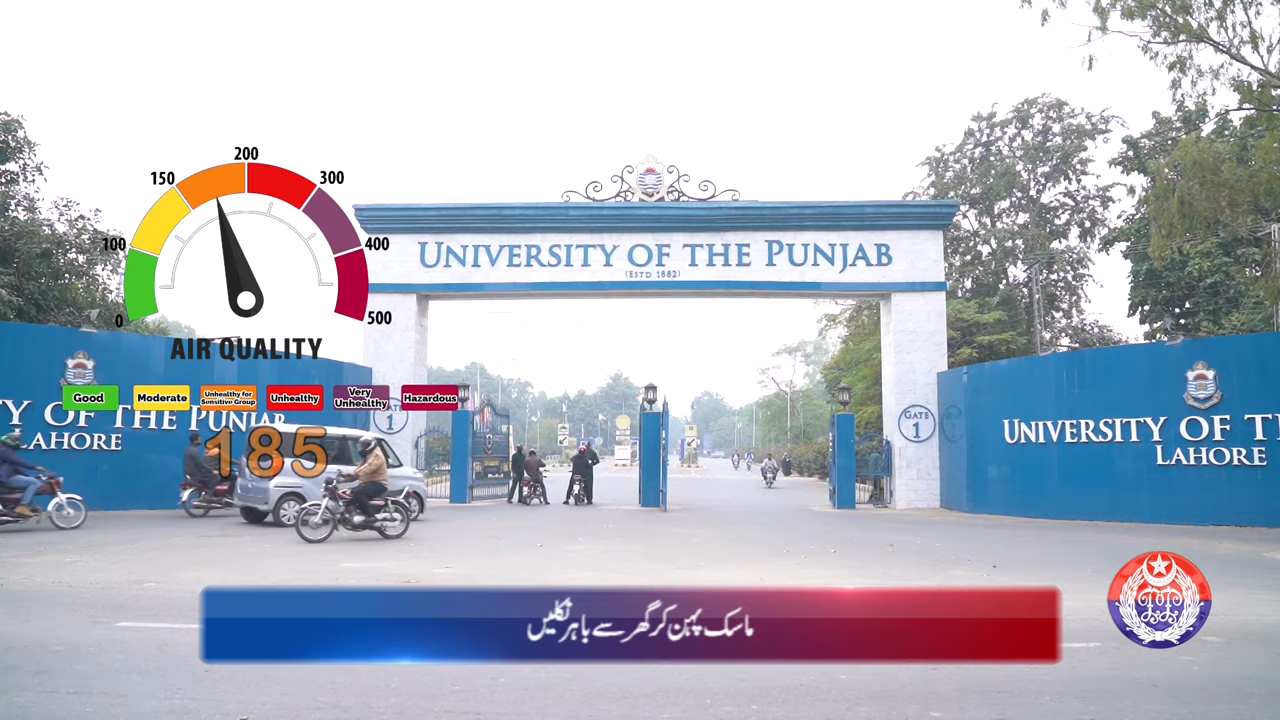 200
150
300
100
400
0
500
AIR QUALITY
Good
Moderate
Unhealthy for
Sensitive Group
Unhealthy
Very
Unhealthy
Hazardous
185
UNIVERSITY OF THE PUNJAB
(ESTD 1882)
Y OF THE PUNJAB
LAHORE
GATE
1
GATE
1
UNIVERSITY OF T
LAHORE
ماسک پہن کر گھر سے باہر نکلیں